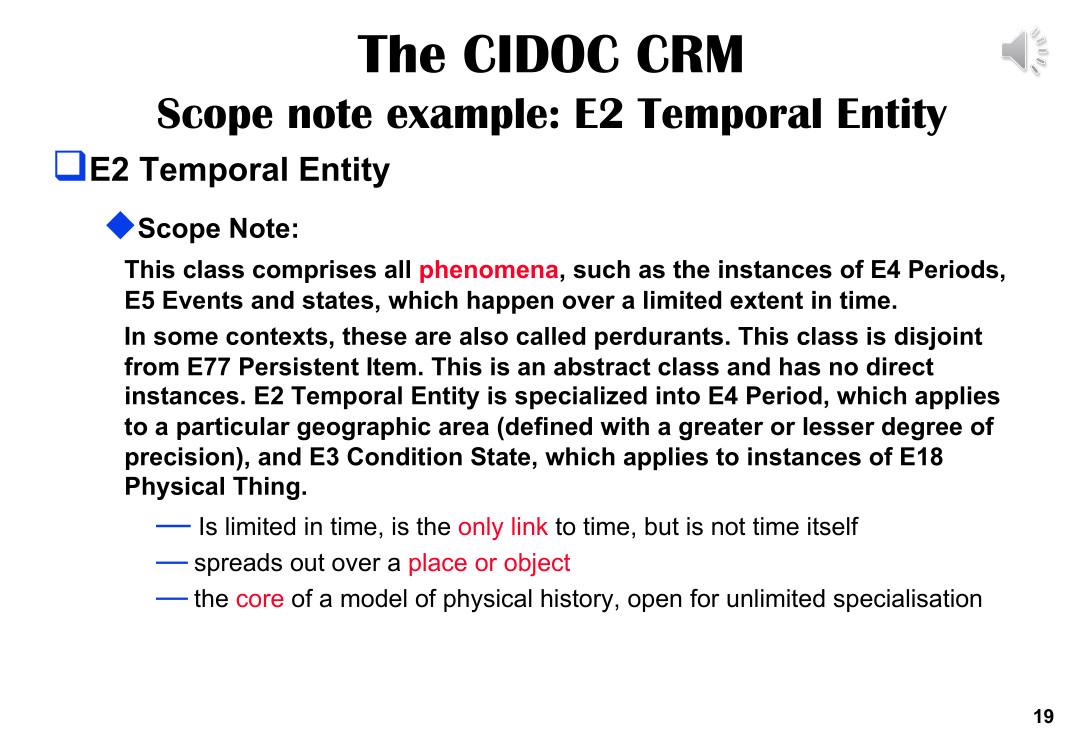 The CIDOC CRM
Scope note example: E2 Temporal Entity
E2 Temporal Entity
Scope Note:
This class comprises all phenomena, such as the instances of E4 Periods,
E5 Events and states, which happen over a limited extent in time.
In some contexts, these are also called perdurants. This class is disjoint
from E77 Persistent Item. This is an abstract class and has no direct
instances. E2 Temporal Entity is specialized into E4 Period, which applies
to a particular geographic area (defined with a greater or lesser degree of
precision), and E3 Condition State, which applies to instances of E18
Physical Thing.
— Is limited in time, is the only link to time, but is not time itself
— spreads out over a place or object
— the core of a model of physical history, open for unlimited specialisation
19